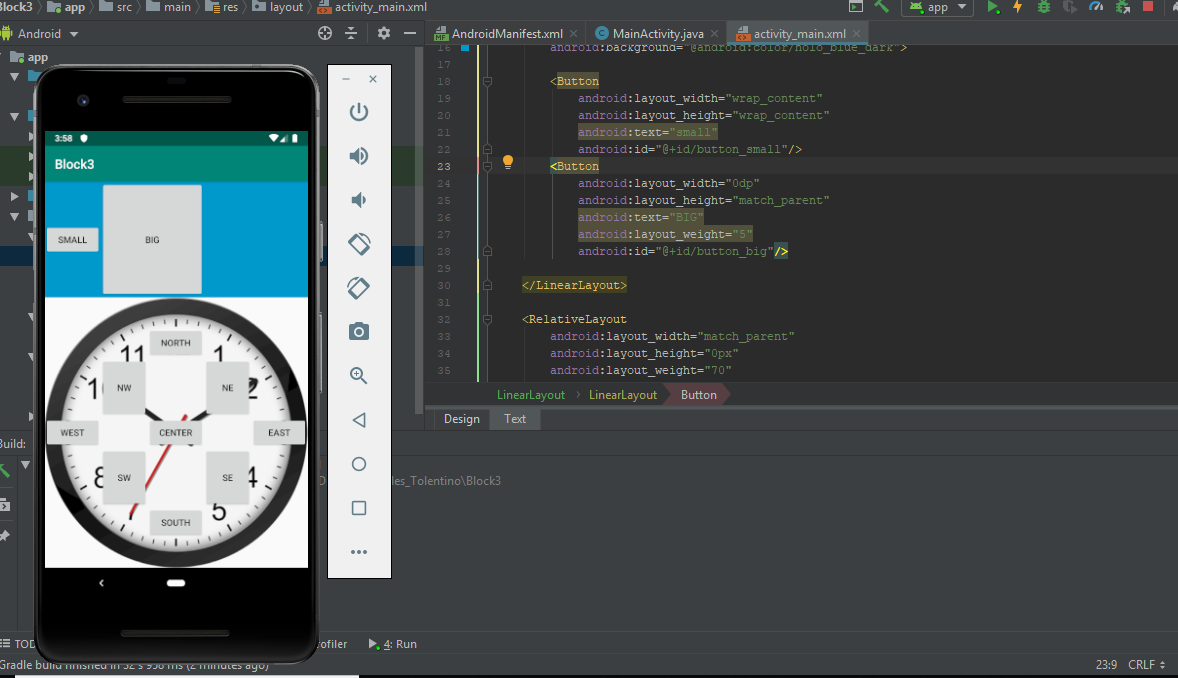 Block3 app src main res layout activity_main.xml
app
Android
AndroidManifest.xml MainActivity.java activity_main.xml
app
3:58
Block3
SMALL
BIG
NORTH
11 1
NW NE
2
WEST CENTER EAST
8 SW SE 4
7 5
SOUTH
16 android:background="@android:color/holo_blue_dark">
17
18 <Button
19 android:layout_width="wrap_content"
20 android:layout_height="wrap_content"
21 android:text="small"
22 android:id="@+id/button_small"/>
23 <Button
24 android:layout_width="0dp"
25 android:layout_height="match_parent"
26 android:text="BIG"
27 android:layout_weight="5"
28 android:id="@+id/button_big"/>
29
30 </LinearLayout>
31
32 <RelativeLayout
33 android:layout_width="match_parent"
34 android:layout_height="0px"
35 android:layout_weight="70"
LinearLayout › LinearLayout › Button
Design Text
Build:
les_Tolentino\Block3
TOD
rofiler
4: Run
Gradle build finished in 32 s 958 ms (2 minutes ago)
23:9 CRLF